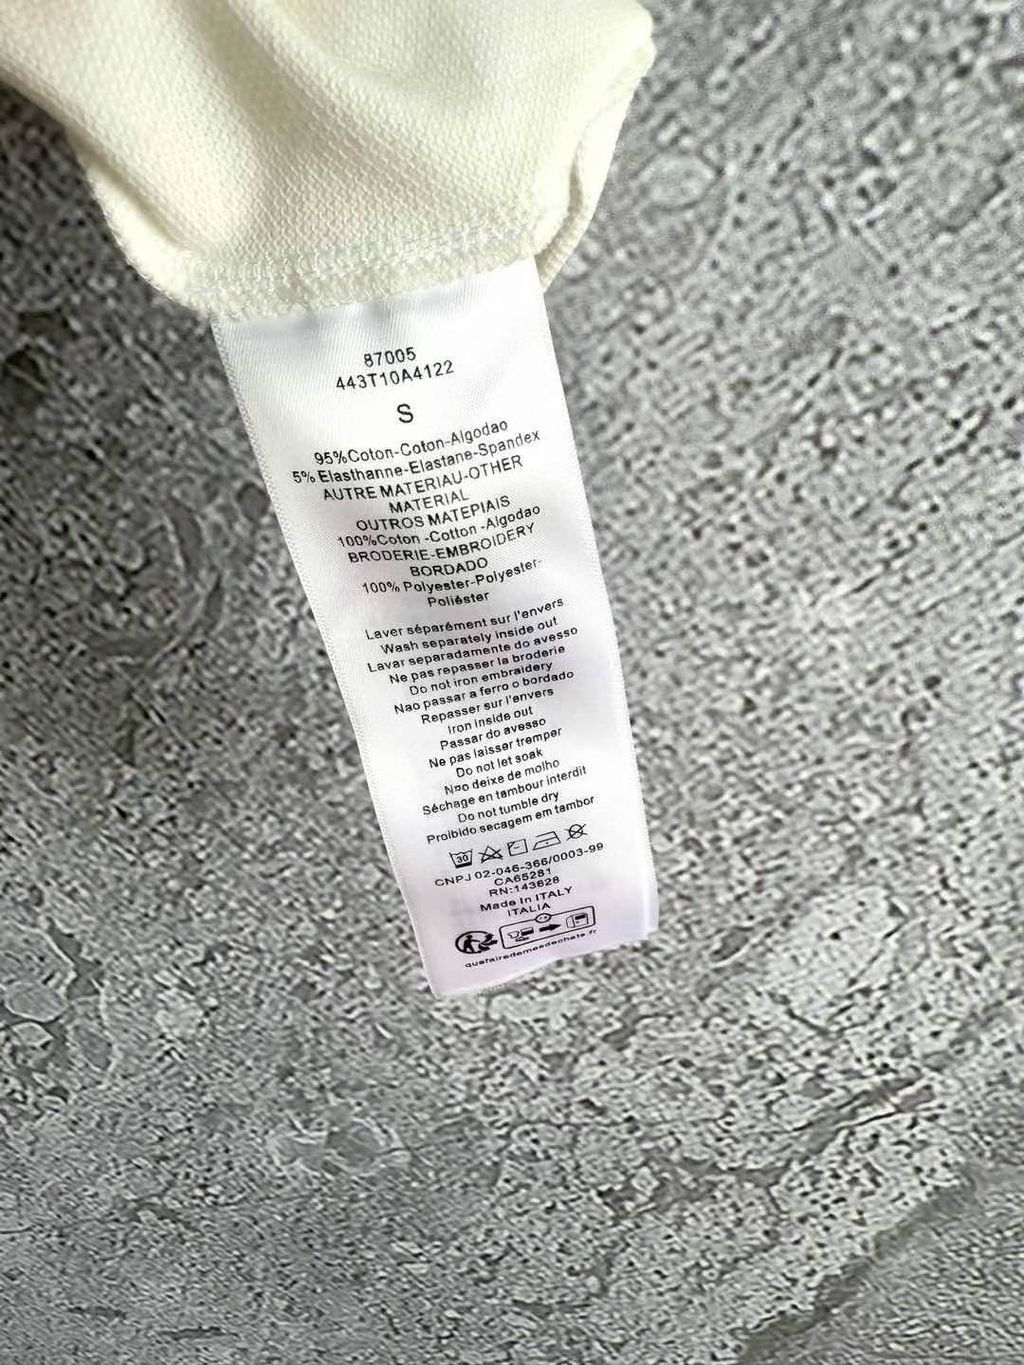 87005
443T10A4122
S
95%Coton-Coton-Algodao
5% Elasthanne-Elastane-Spandex
AUTRE MATERIAU-OTHER
MATERIAL
OUTROS MATEPIAIS
100%Coton -Cotton -Algodao
BRODERIE-EMBROIDERY
BORDADO
100% Polyester-Polyester-
Poliéster
Laver séparément sur l'envers
Wash separately inside out
Lavar separadamente do avesso
Ne pas repasser la broderie
Do not iron embraidery
Nao passar a ferro o bordado
Repasser sur l'envers
Iron Inside out
Passar do avesso
Ne pas laisser tremper
Do not let soak
N¤o deixe de molho
Séchage en tambour interdit
Do not tumble dry
Proibido secagem em tambor
30
CNPJ 02-046-366/0003-99
CA65281
RN:143628
Made In ITALY
ITALIA
quefairedemesdechets.fr